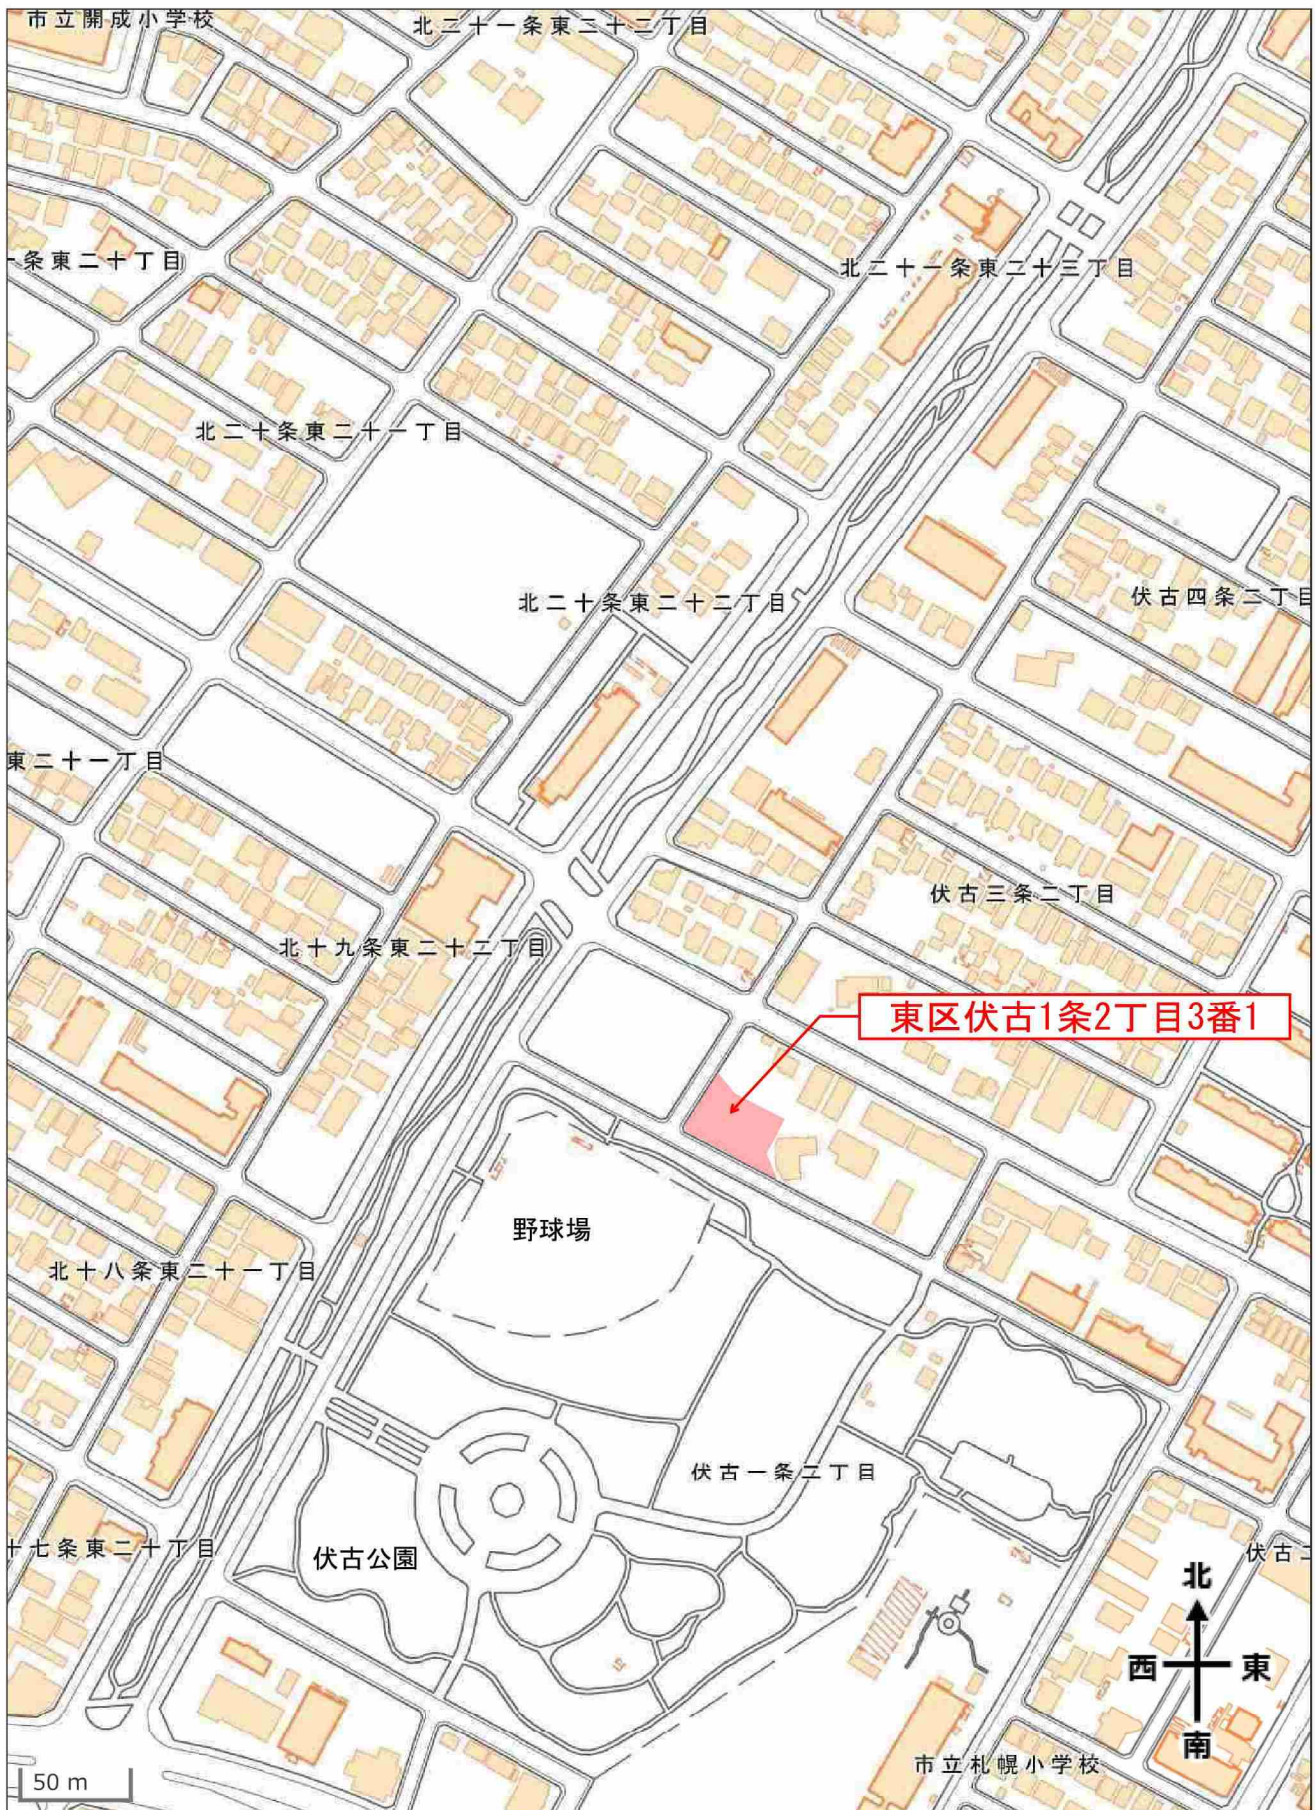 市立開成小学校
北二十一条東二十二丁目
条東二十丁目
北二十一条東二十三丁目
北二十条東二十一丁目
北二十条東二十二丁目
伏古四条二丁目
東二十一丁目
伏古三条二丁目
北十九条東二十二丁目
東区伏古1条2丁目3番1
野球場
北十八条東二十一丁目
伏古一条二丁目
十七条東二十丁目
伏古公園
伏古二
北
西
東
南
市立札幌小学校
50 m